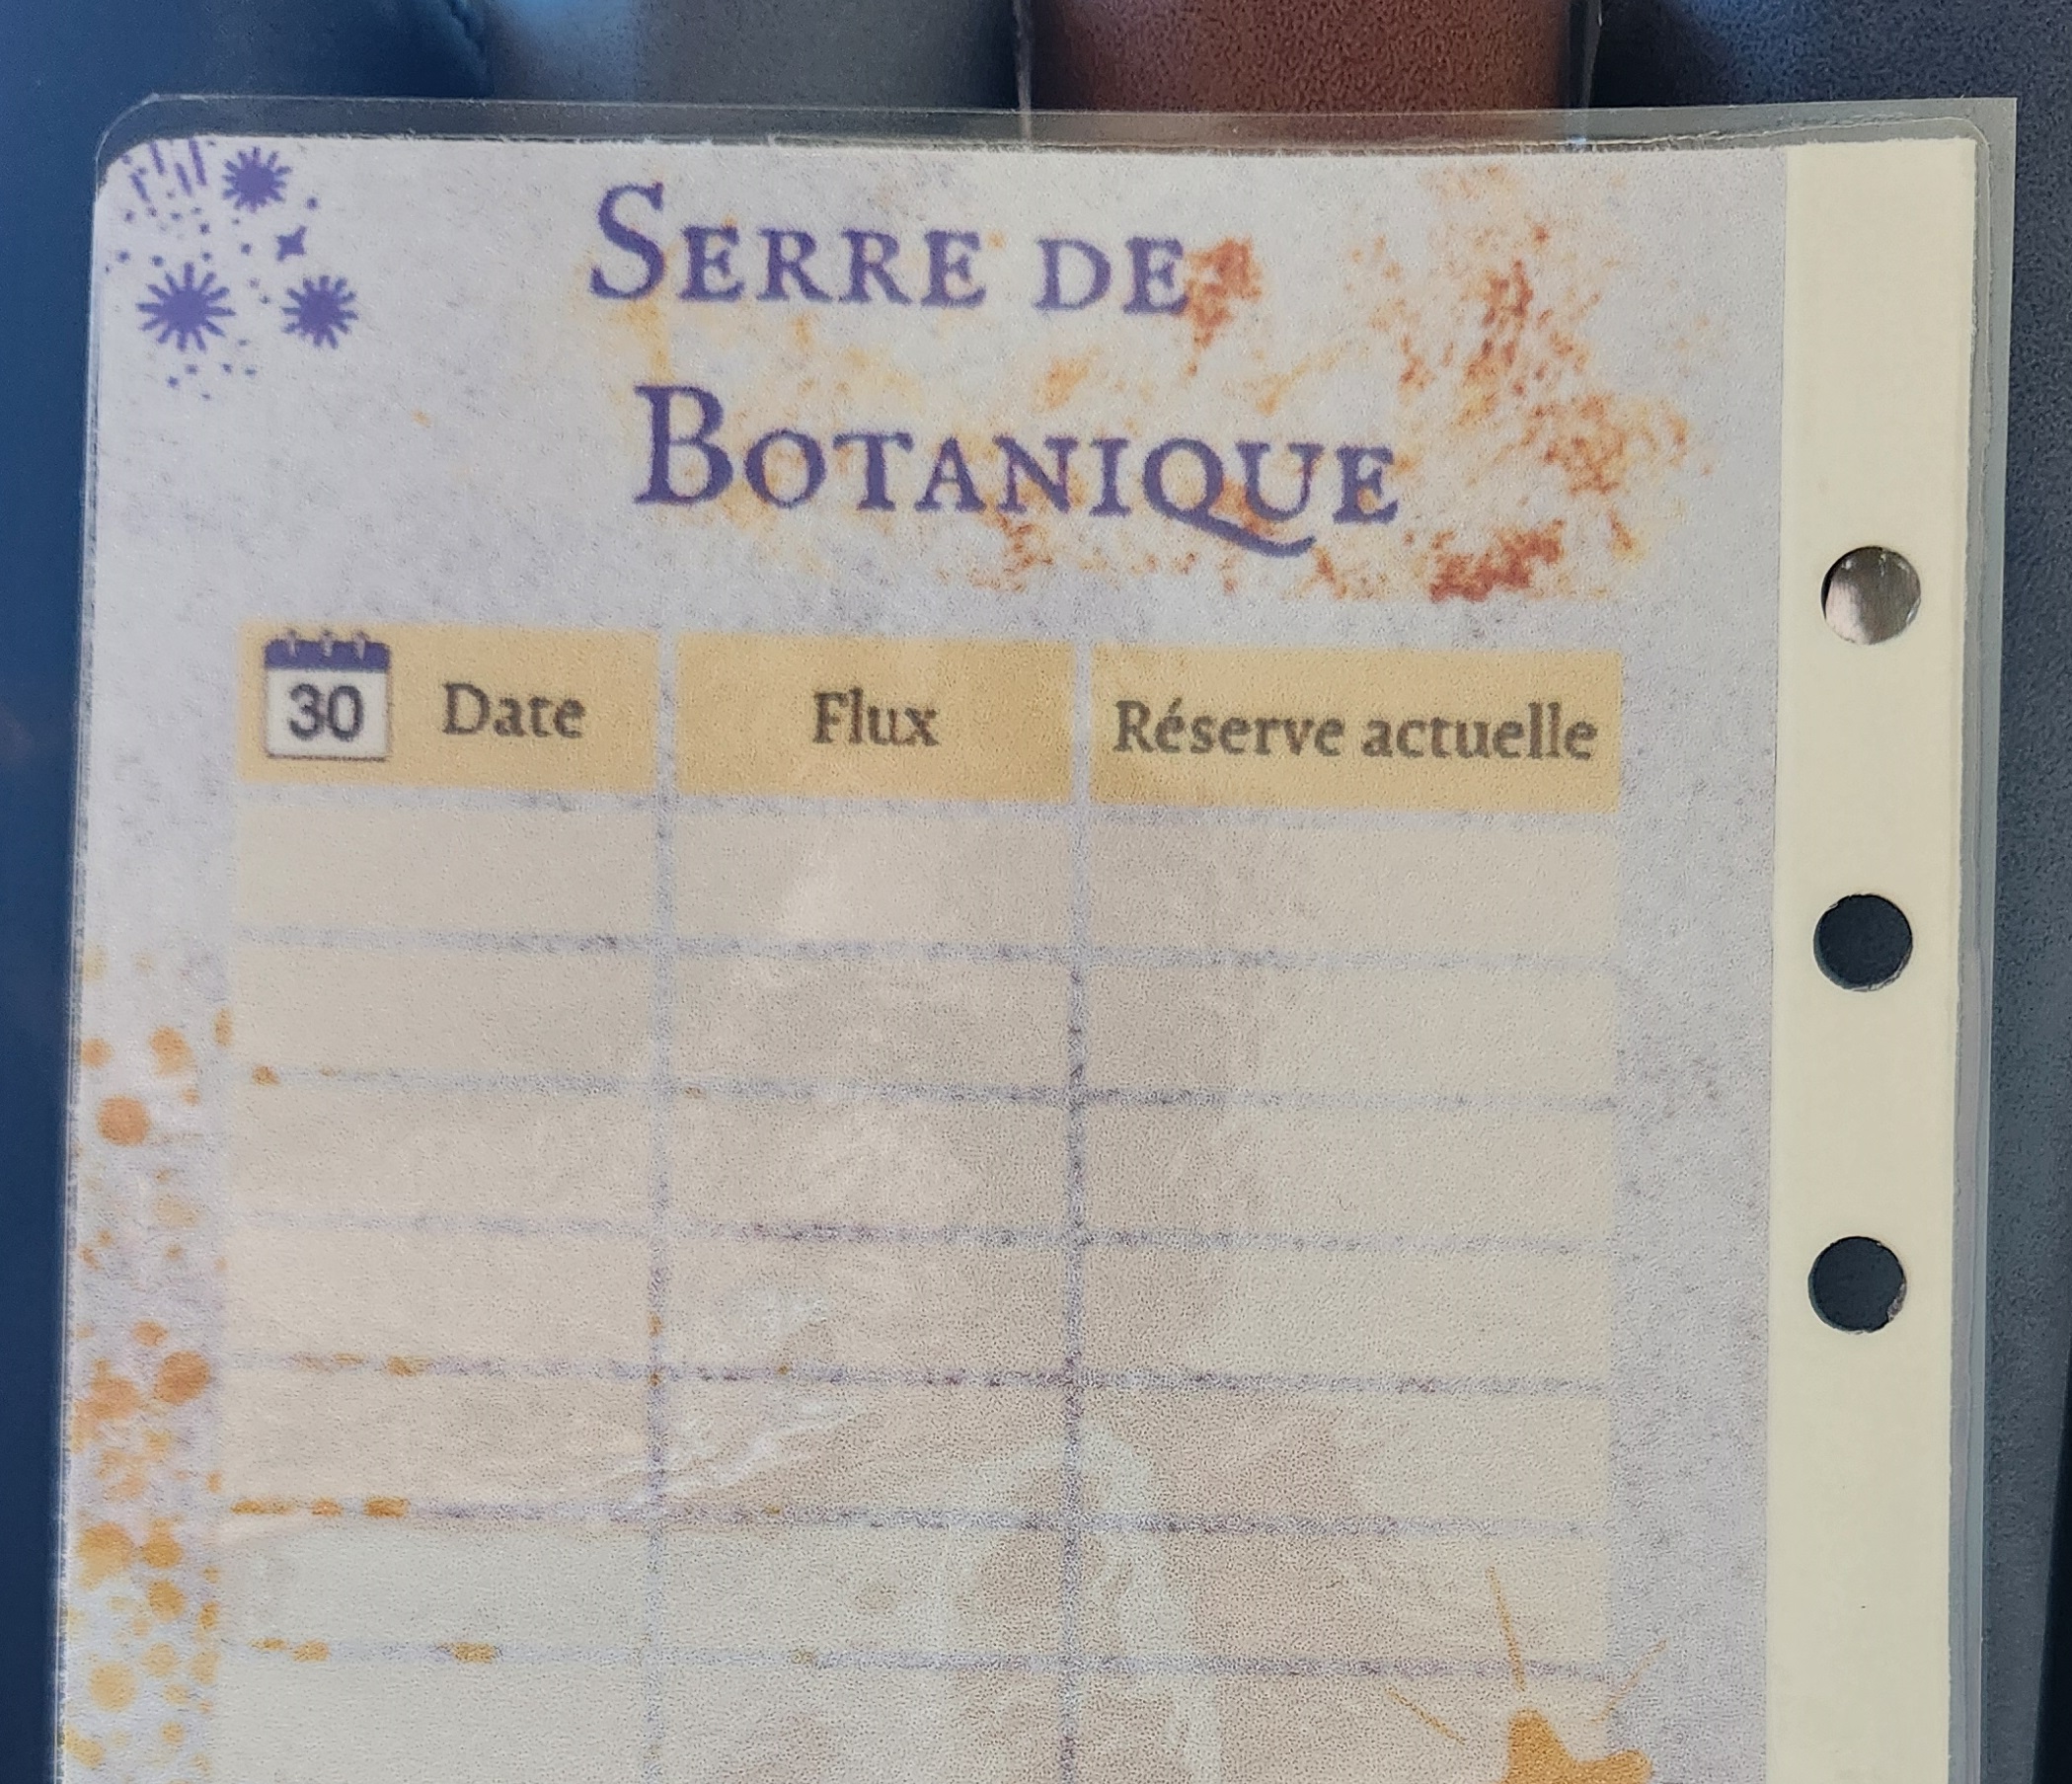 Serre de
Botanique
30 Date Flux Réserve actuelle